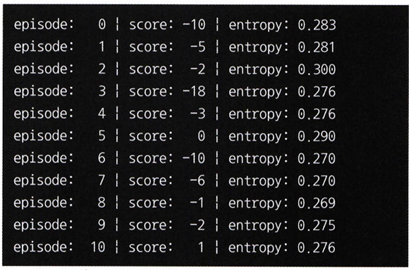 episode:   0 ¦ score: -10 ¦ entropy: 0.283
episode:   1 ¦ score:  -5 ¦ entropy: 0.281
episode:   2 ¦ score:  -2 ¦ entropy: 0.300
episode:   3 ¦ score: -18 ¦ entropy: 0.276
episode:   4 ¦ score:  -3 ¦ entropy: 0.276
episode:   5 ¦ score:   0 ¦ entropy: 0.290
episode:   6 ¦ score: -10 ¦ entropy: 0.270
episode:   7 ¦ score:  -6 ¦ entropy: 0.270
episode:   8 ¦ score:  -1 ¦ entropy: 0.269
episode:   9 ¦ score:  -2 ¦ entropy: 0.275
episode:  10 ¦ score:   1 ¦ entropy: 0.276